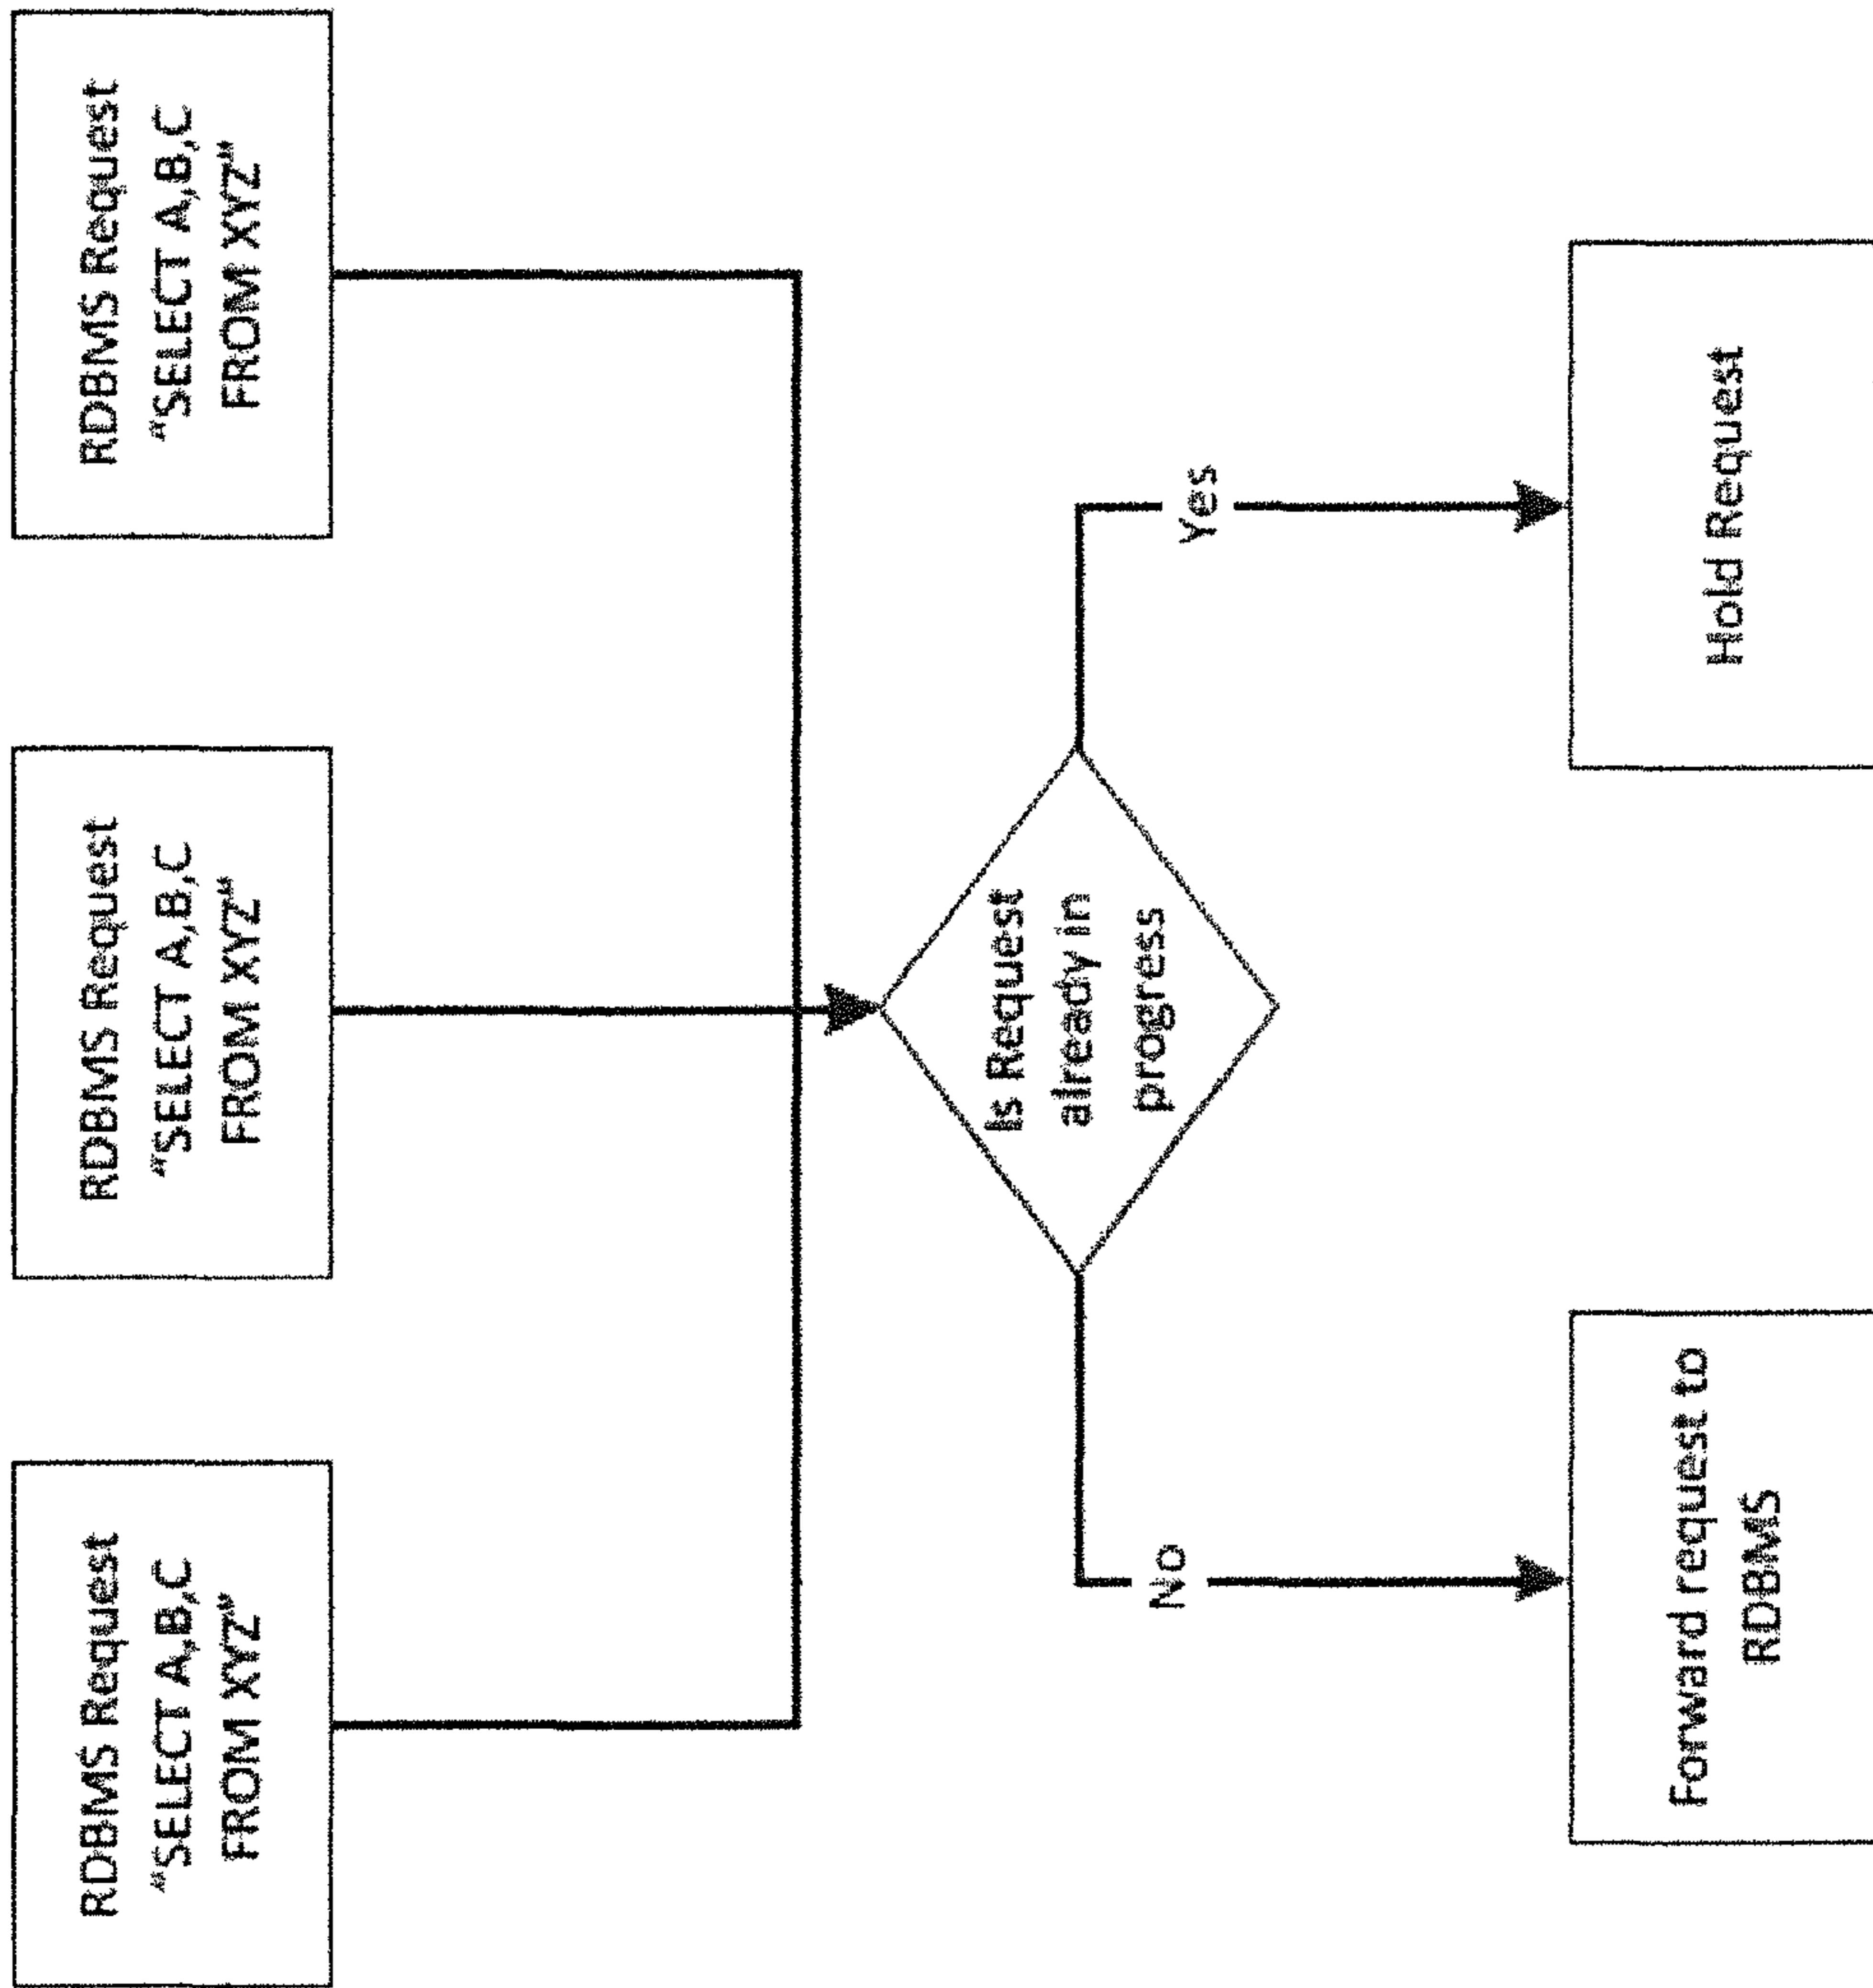 RDBMS Request
“SELECT A,B,C
FROM XYZ”
RDBMS Request
“SELECT A,B,C
FROM XYZ“
RDBMS Request
“SELECT A,B,C
FROM XYZ“
Is Request
already in
progress
No
Yes
Forward request to
RDBMS
Hold Request